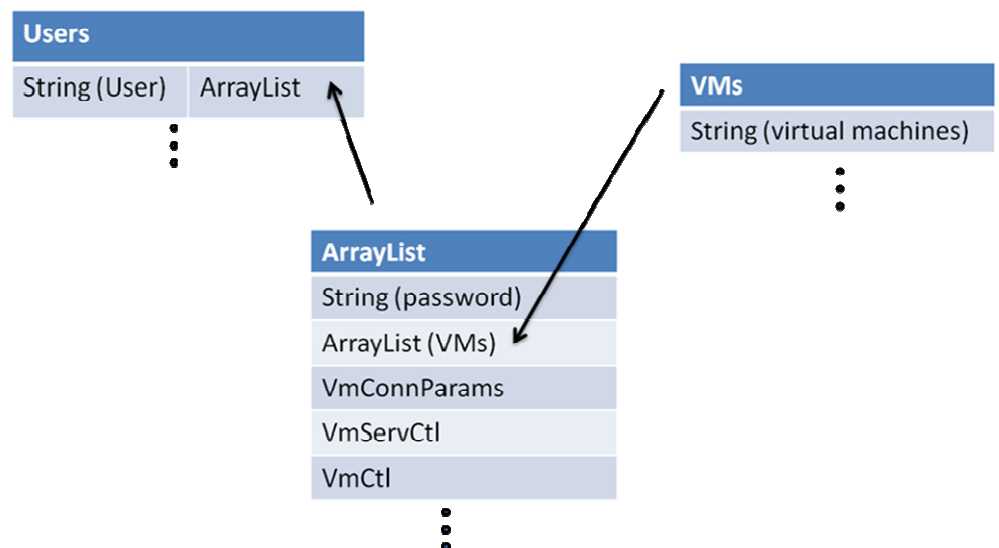 Users
String (User) ArrayList
VMs
String (virtual machines)
ArrayList
String (password)
ArrayList (VMs)
VmConnParams
VmServCtl
VmCtl